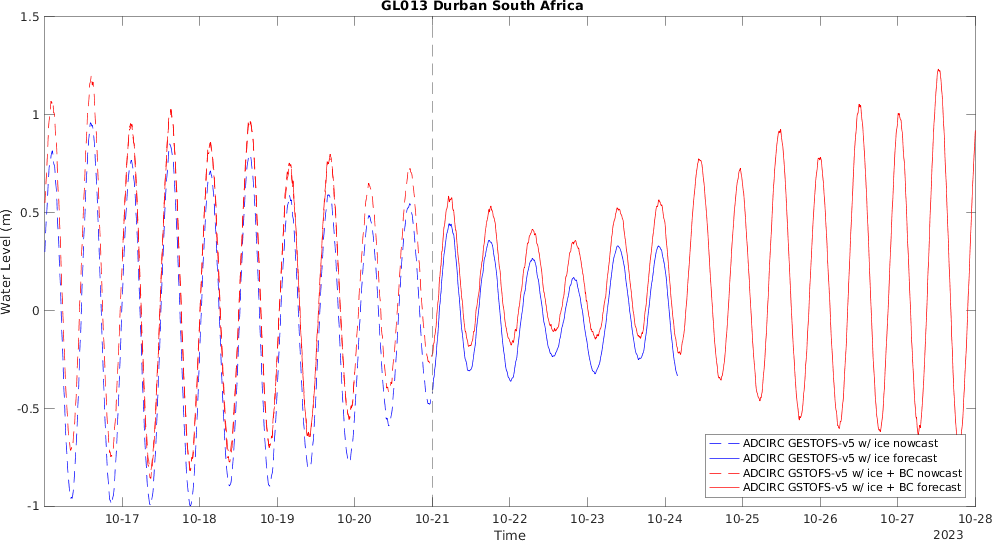 GL013 Durban South Africa
1.5
1
0.5
0
-0.5
-1
Water Level (m)
10-17 10-18 10-19 10-20 10-21 10-22 10-23 10-24 10-25 10-26 10-27 10-28
Time
2023
ADCIRC GESTOFS-v5 w/ ice nowcast
ADCIRC GESTOFS-v5 w/ ice forecast
ADCIRC GSTOFS-v5 w/ ice + BC nowcast
ADCIRC GSTOFS-v5 w/ ice + BC forecast